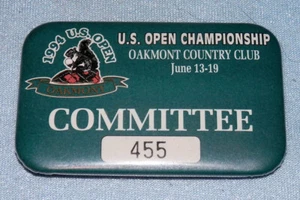 1994 U.S. OPEN
U.S. OPEN CHAMPIONSHIP
OAKMONT COUNTRY CLUB
June 13-19
COMMITTEE
455